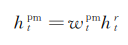 h_t^{pm} = w_t^{pm} h_t^r